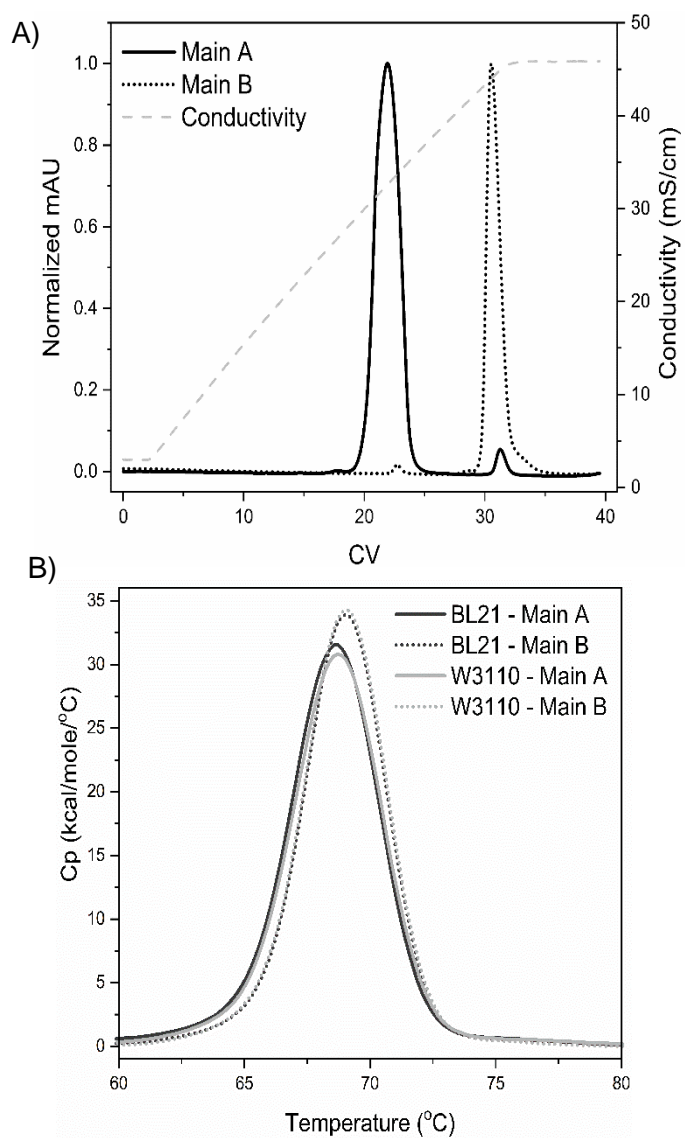 A)
Main A
Main B
Conductivity
Normalized mAU
1.0
0.8
0.6
0.4
0.2
0.0
50
40
30
20
10
0
Conductivity (mS/cm)
0 10 20 30 40
CV
B)
BL21 - Main A
BL21 - Main B
W3110 - Main A
W3110 - Main B
Cp (kcal/mole/°C)
35
30
25
20
15
10
5
0
60 65 70 75 80
Temperature (°C)